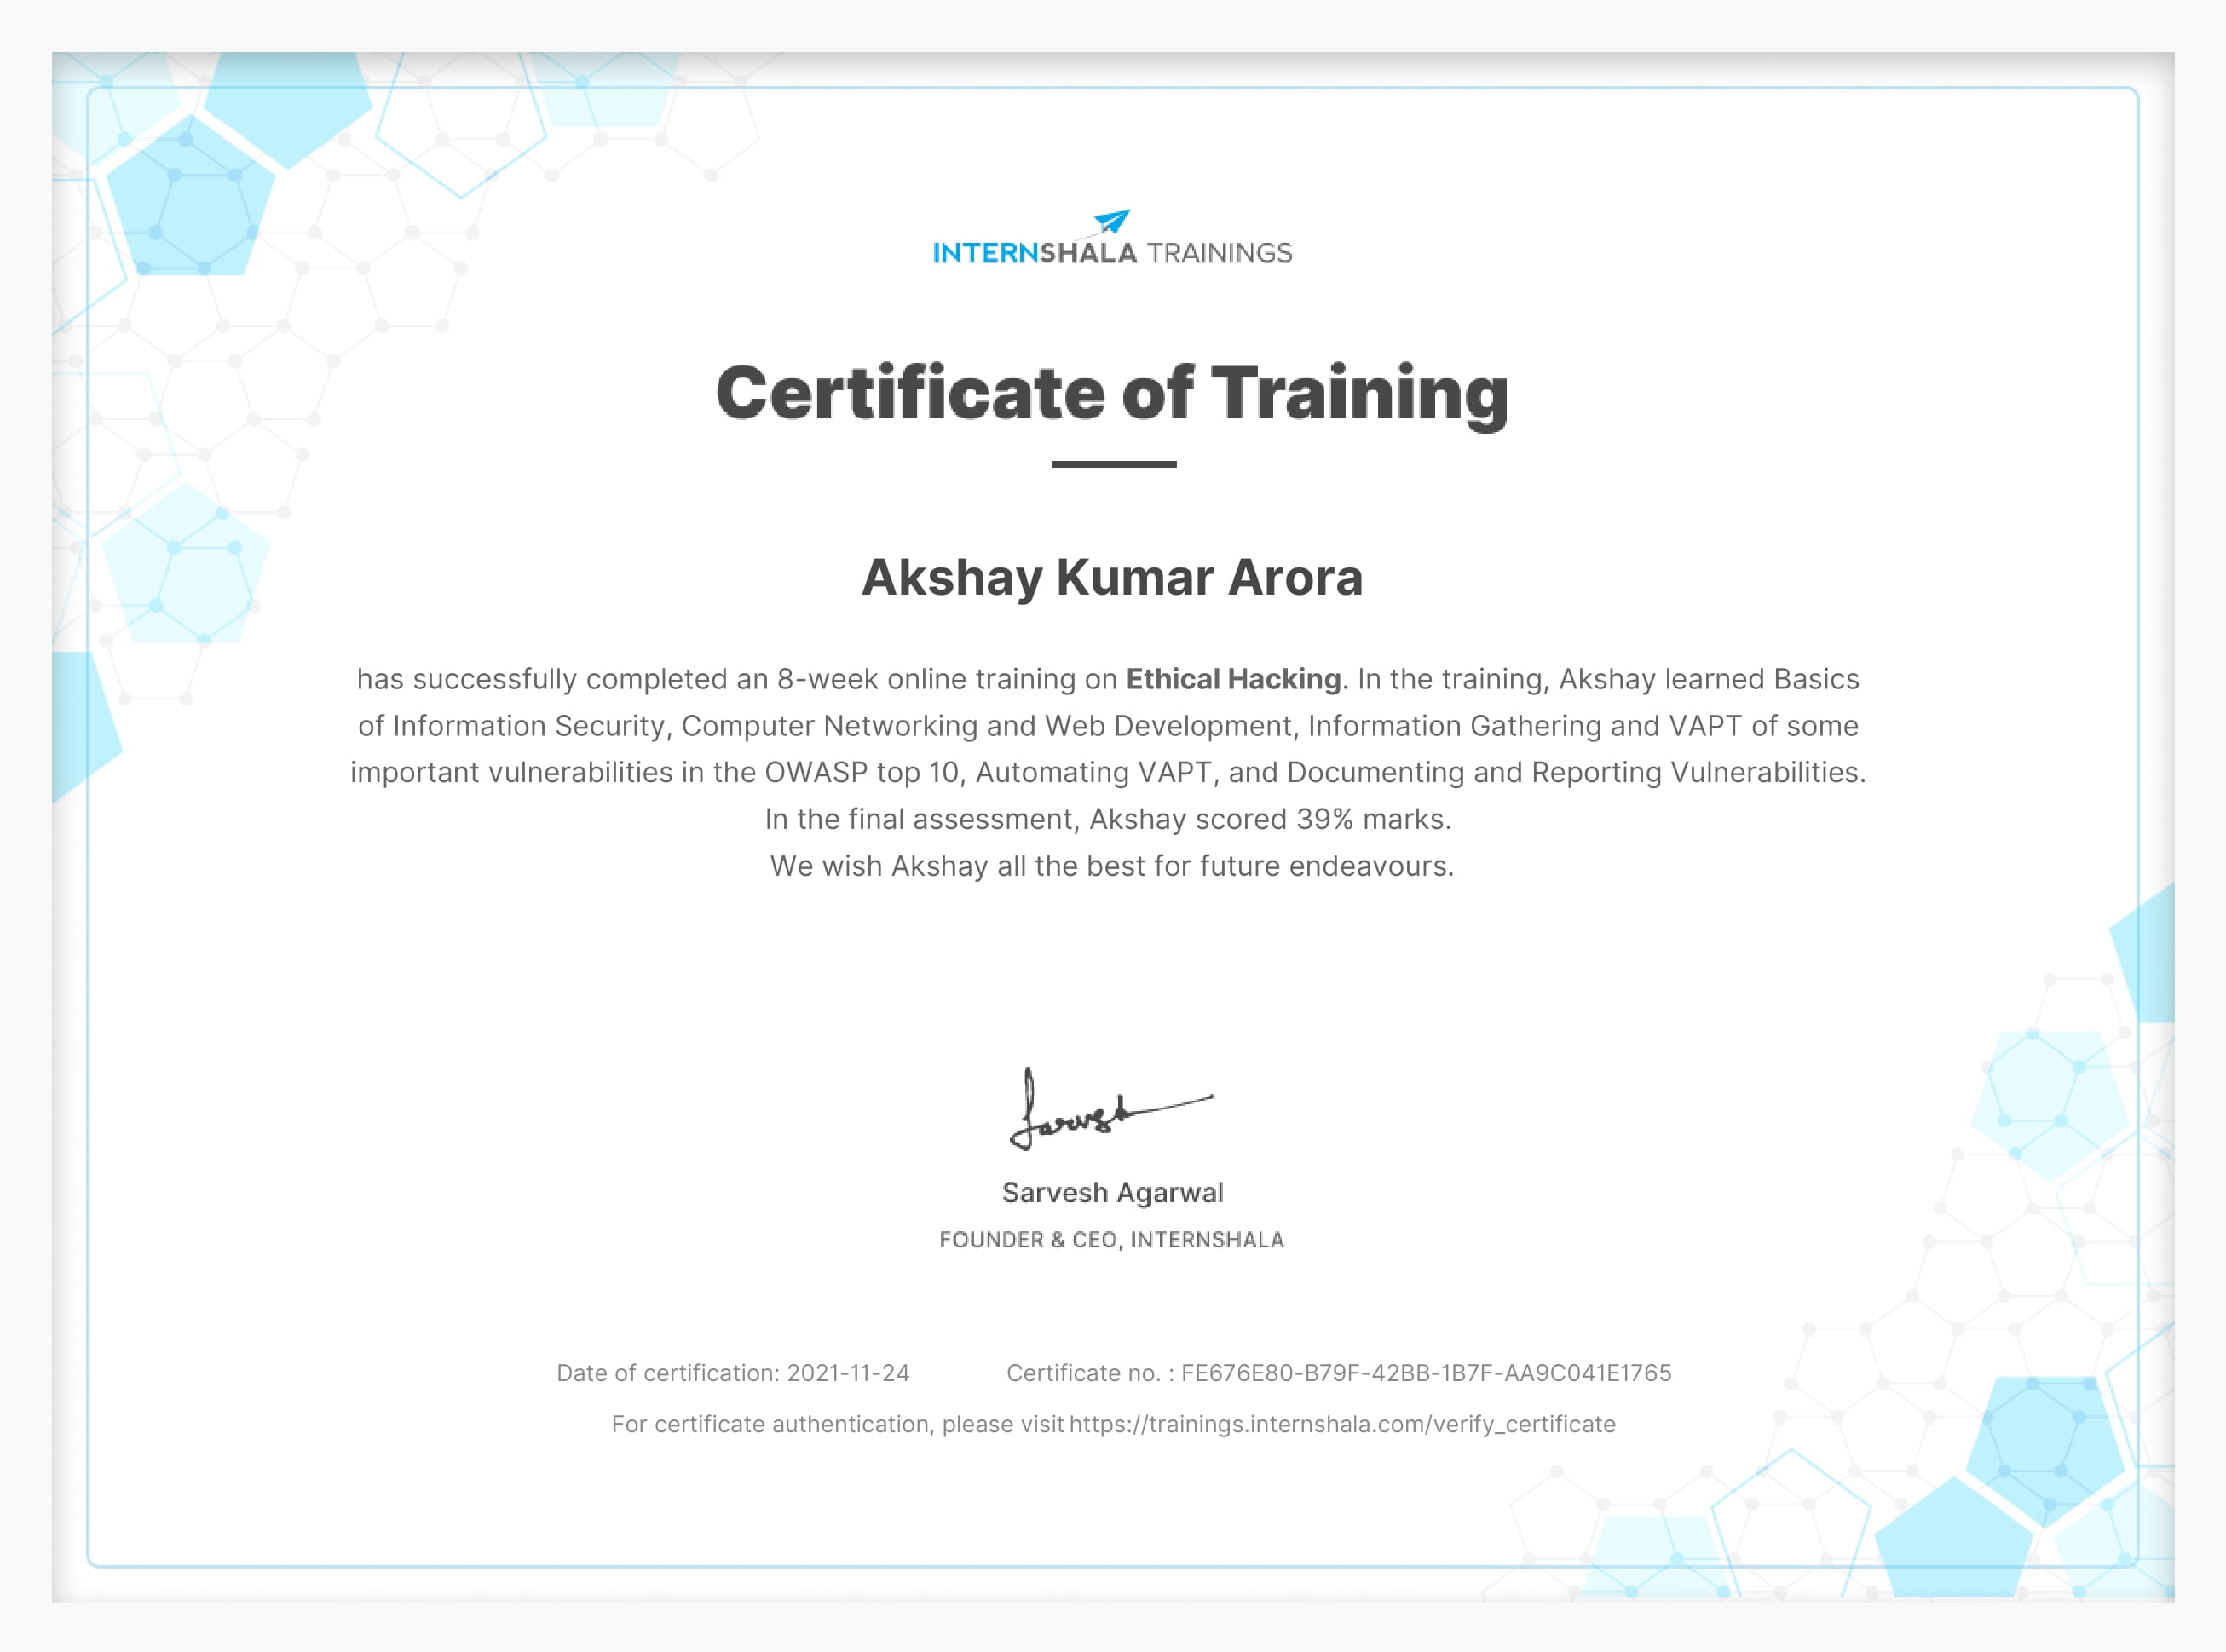 INTERNSHALA TRAININGS
Certificate of Training
Akshay Kumar Arora
has successfully completed an 8-week online training on Ethical Hacking. In the training, Akshay learned Basics
of Information Security, Computer Networking and Web Development, Information Gathering and VAPT of some
important vulnerabilities in the OWASP top 10, Automating VAPT, and Documenting and Reporting Vulnerabilities.
In the final assessment, Akshay scored 39% marks.
We wish Akshay all the best for future endeavours.
Sarvesh
Sarvesh Agarwal
FOUNDER & CEO, INTERNSHALA
Date of certification: 2021-11-24 Certificate no. : FE676E80-B79F-42BB-1B7F-AA9C041E1765
For certificate authentication, please visit https://trainings.internshala.com/verify_certificate